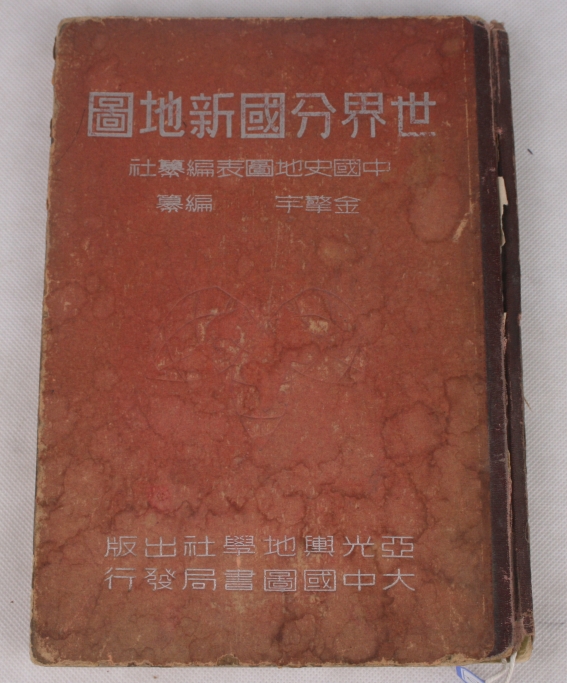 世界分國新地圖
中國史地圖表編纂社
金擎宇 編纂
亞光輿地學社出版
大中國圖書局發行